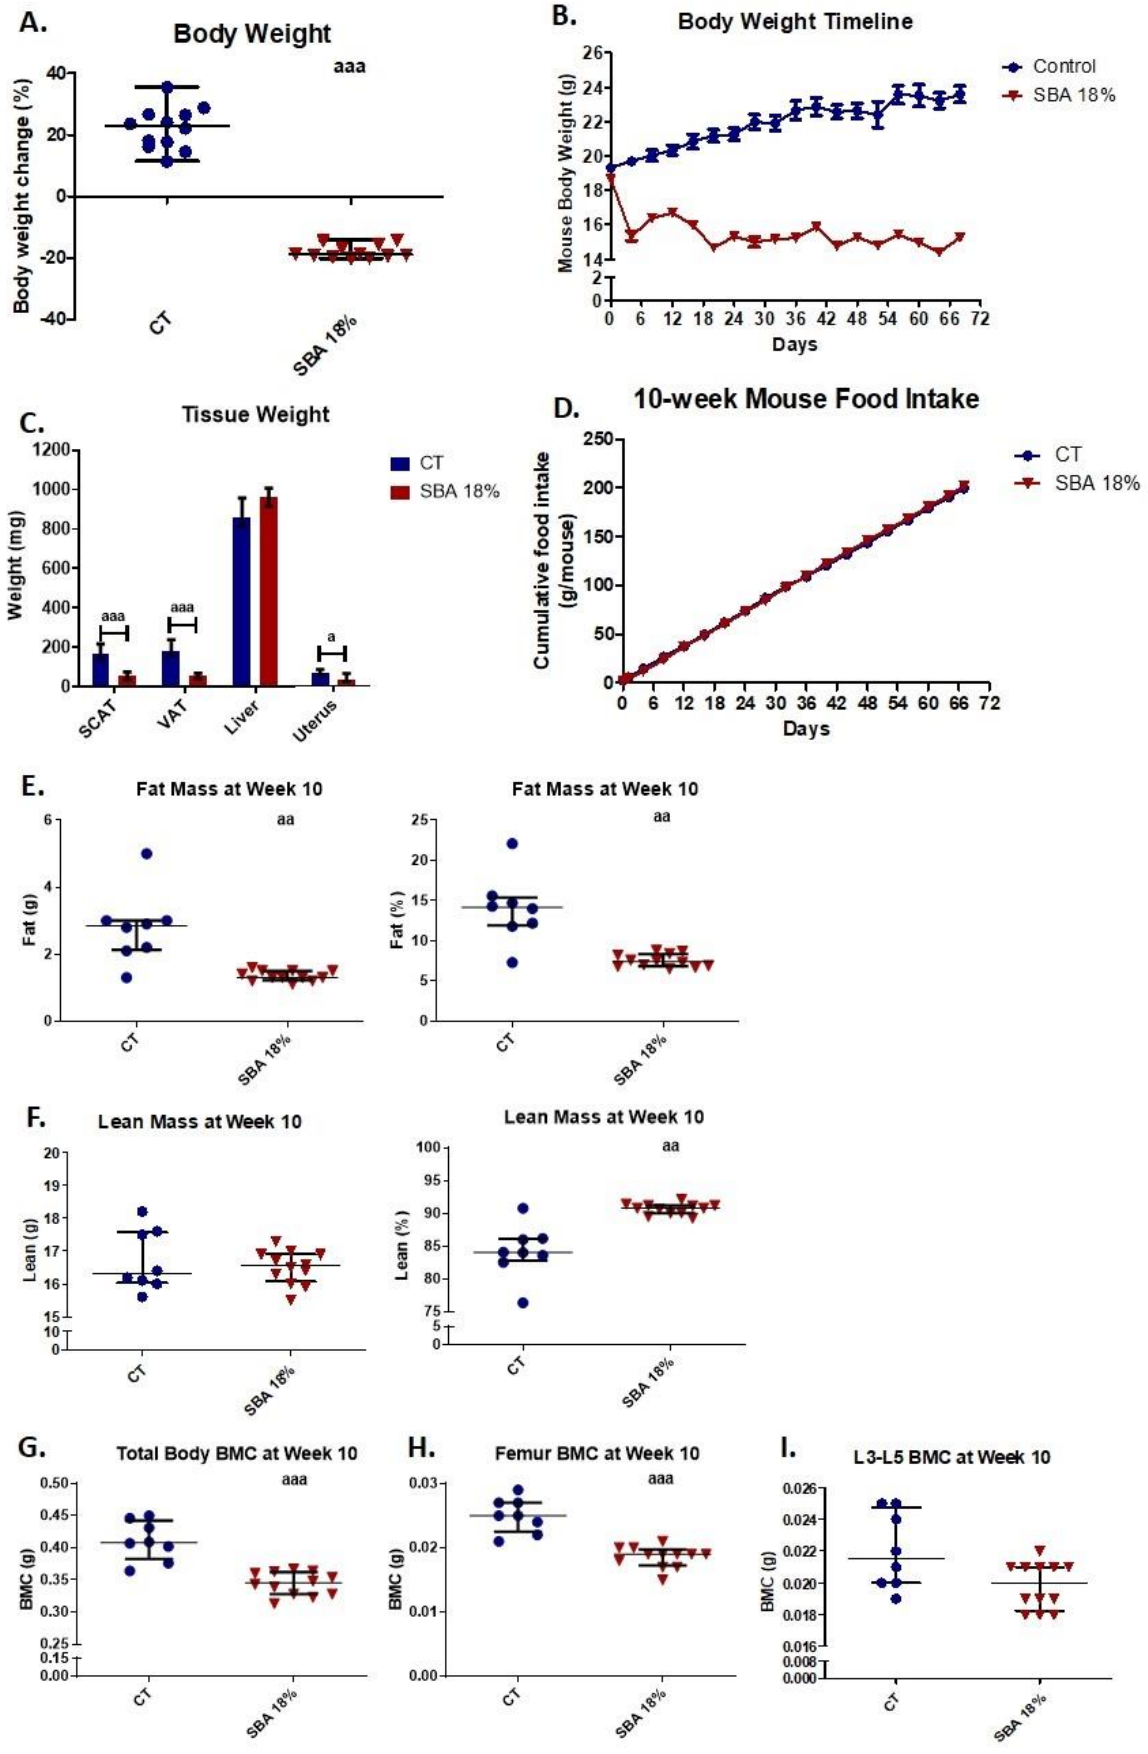 A.
Body Weight
aaa
Body weight change (%)
40
20
0
-20
-40
CT
SBA 18%
B.
Body Weight Timeline
Mouse Body Weight (g)
26
24
22
20
18
16
14
2
0
0 6 12 18 24 30 36 42 48 54 60 66 72
Days
Control
SBA 18%
C.
Tissue Weight
Weight (mg)
1200
1000
800
600
400
200
0
aaa
aaa
a
SCAT
VAT
Liver
Uterus
CT
SBA 18%
D.
10-week Mouse Food Intake
Cumulative food intake
(g/mouse)
250
200
150
100
50
0
0 6 12 18 24 30 36 42 48 54 60 66 72
Days
CT
SBA 18%
E.
Fat Mass at Week 10
aa
Fat (g)
6
4
2
0
CT
SBA 18%
Fat Mass at Week 10
aa
Fat (%)
25
20
15
10
5
0
CT
SBA 18%
F.
Lean Mass at Week 10
Lean (g)
20
19
18
17
16
15
10
0
CT
SBA 18%
Lean Mass at Week 10
aa
Lean (%)
100
95
90
85
80
75
5
0
CT
SBA 18%
G.
Total Body BMC at Week 10
aaa
BMC (g)
0.50
0.45
0.40
0.35
0.30
0.25
0.15
0.00
CT
SBA 18%
H.
Femur BMC at Week 10
aaa
BMC (g)
0.03
0.02
0.01
0.00
CT
SBA 18%
I.
L3-L5 BMC at Week 10
BMC (g)
0.026
0.024
0.022
0.020
0.018
0.016
0.008
0.000
CT
SBA 18%